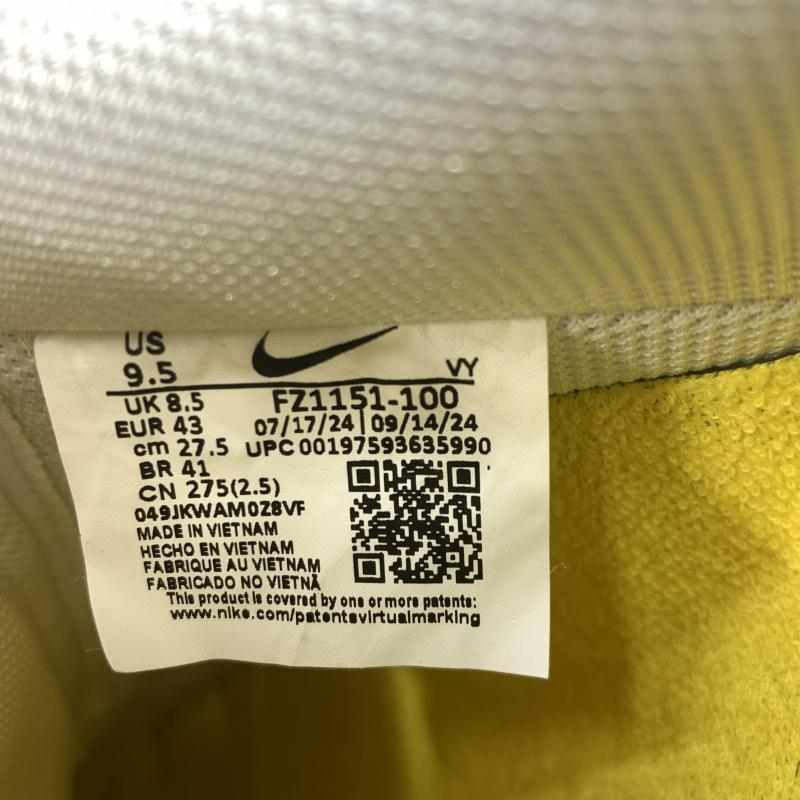 US
9.5
VY
UK 8.5 FZ1151-100
EUR 43 07/17/24|09/14/24
cm 27.5 UPC 00197593635990
BR 41
CN 275(2.5)
049JKWAM0Z8VF
MADE IN VIETNAM
HECHO EN VIETNAM
FABRIQUE AU VIETNAM
FABRICADO NO VIETNÃ
This product is covered by one or more patents:
www.nike.com/patentsvirtualmarking